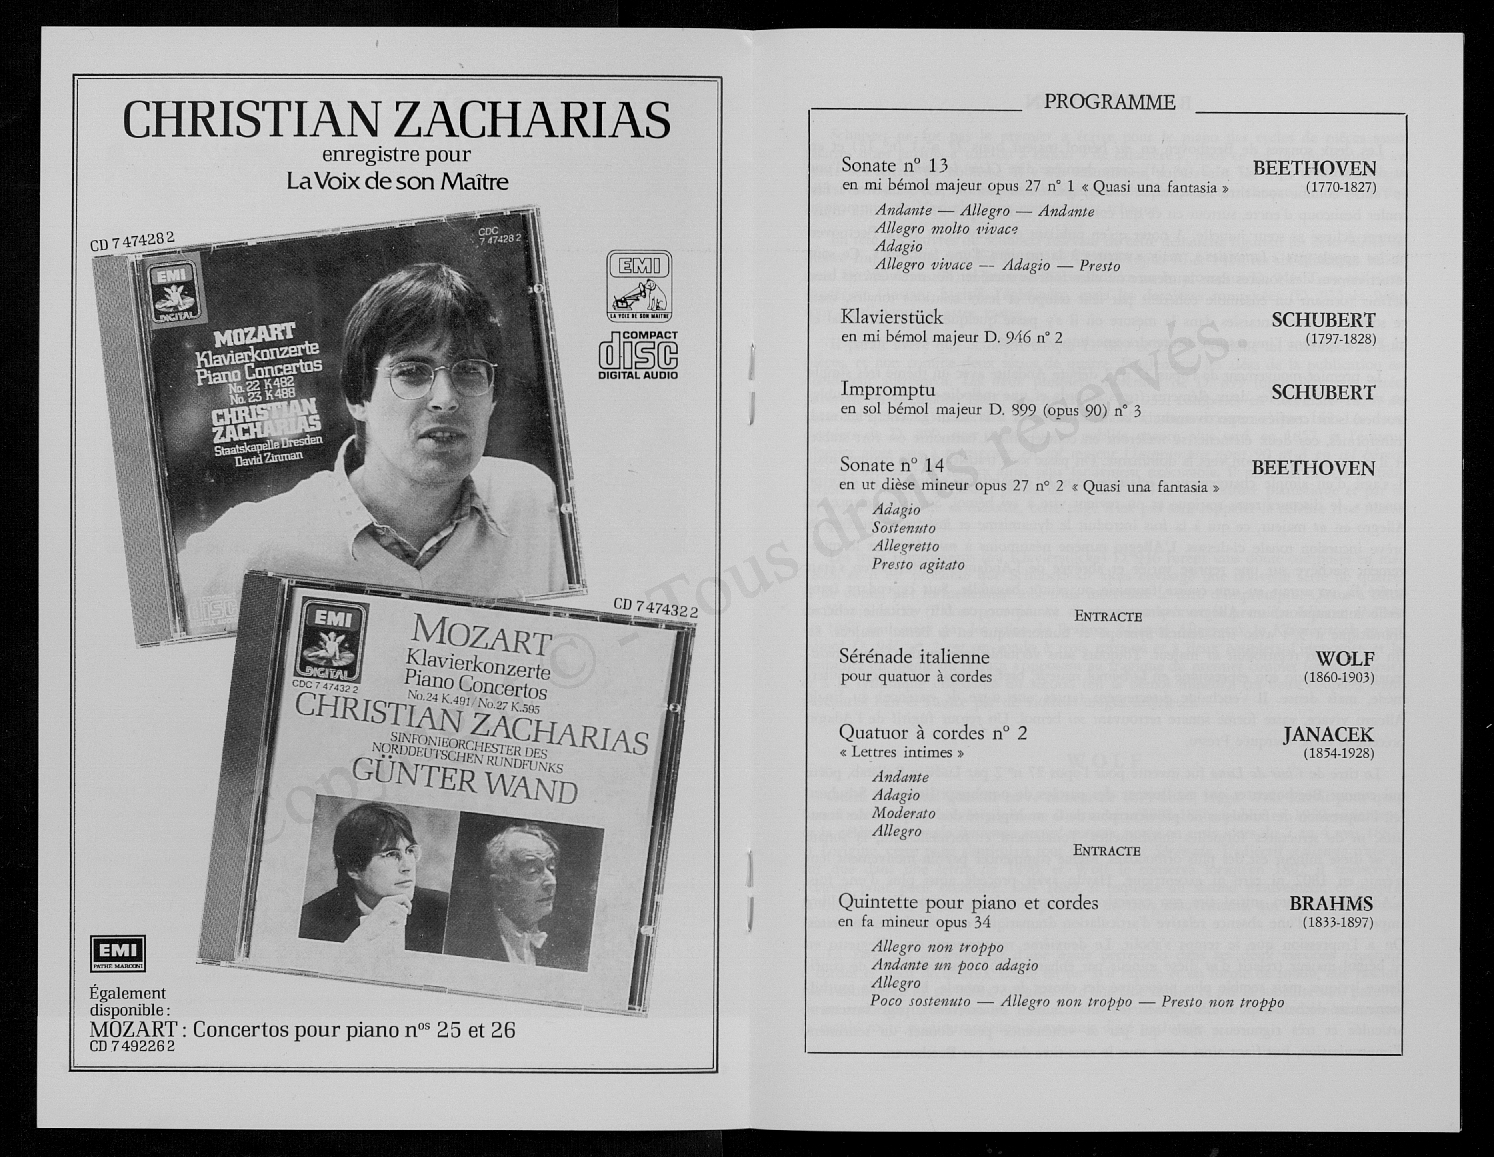 CHRISTIAN ZACHARIAS
enregistre pour
La Voix de son Maître
CD 7 47428 2
CDC
7 47428 2
EMI
DIGITAL
MOZART
Klavierkonzerte
Piano Concertos
No. 22 K 482
No. 23 K 488
CHRISTIAN
ZACHARIAS
Staatskapelle Dresden
David Zinman
EMI
LA VOIX DE SON MAITRE
COMPACT
disc
DIGITAL AUDIO
CD 7 47432 2
EMI
DIGITAL
CDC 7 47432 2
MOZART
Klavierkonzerte
Piano Concertos
No. 24 K.491/No. 27 K.595
CHRISTIAN ZACHARIAS
SINFONIEORCHESTER DES
NORDDEUTSCHEN RUNDFUNKS
GÜNTER WAND
EMI
PATHE MARCONI
Également
disponible :
MOZART : Concertos pour piano nos 25 et 26
CD 7 49226 2
PROGRAMME
Sonate n° 13 BEETHOVEN
en mi bémol majeur opus 27 n° 1 « Quasi una fantasia » (1770-1827)
Andante — Allegro — Andante
Allegro molto vivace
Adagio
Allegro vivace — Adagio — Presto
Klavierstück SCHUBERT
en mi bémol majeur D. 946 n° 2 (1797-1828)
Impromptu SCHUBERT
en sol bémol majeur D. 899 (opus 90) n° 3
Sonate n° 14 BEETHOVEN
en ut dièse mineur opus 27 n° 2 « Quasi una fantasia »
Adagio
Sostenuto
Allegretto
Presto agitato
ENTRACTE
Sérénade italienne WOLF
pour quatuor à cordes (1860-1903)
Quatuor à cordes n° 2 JANACEK
« Lettres intimes » (1854-1928)
Andante
Adagio
Moderato
Allegro
ENTRACTE
Quintette pour piano et cordes BRAHMS
en fa mineur opus 34 (1833-1897)
Allegro non troppo
Andante un poco adagio
Allegro
Poco sostenuto — Allegro non troppo — Presto non troppo
© - Tous droits réservés.